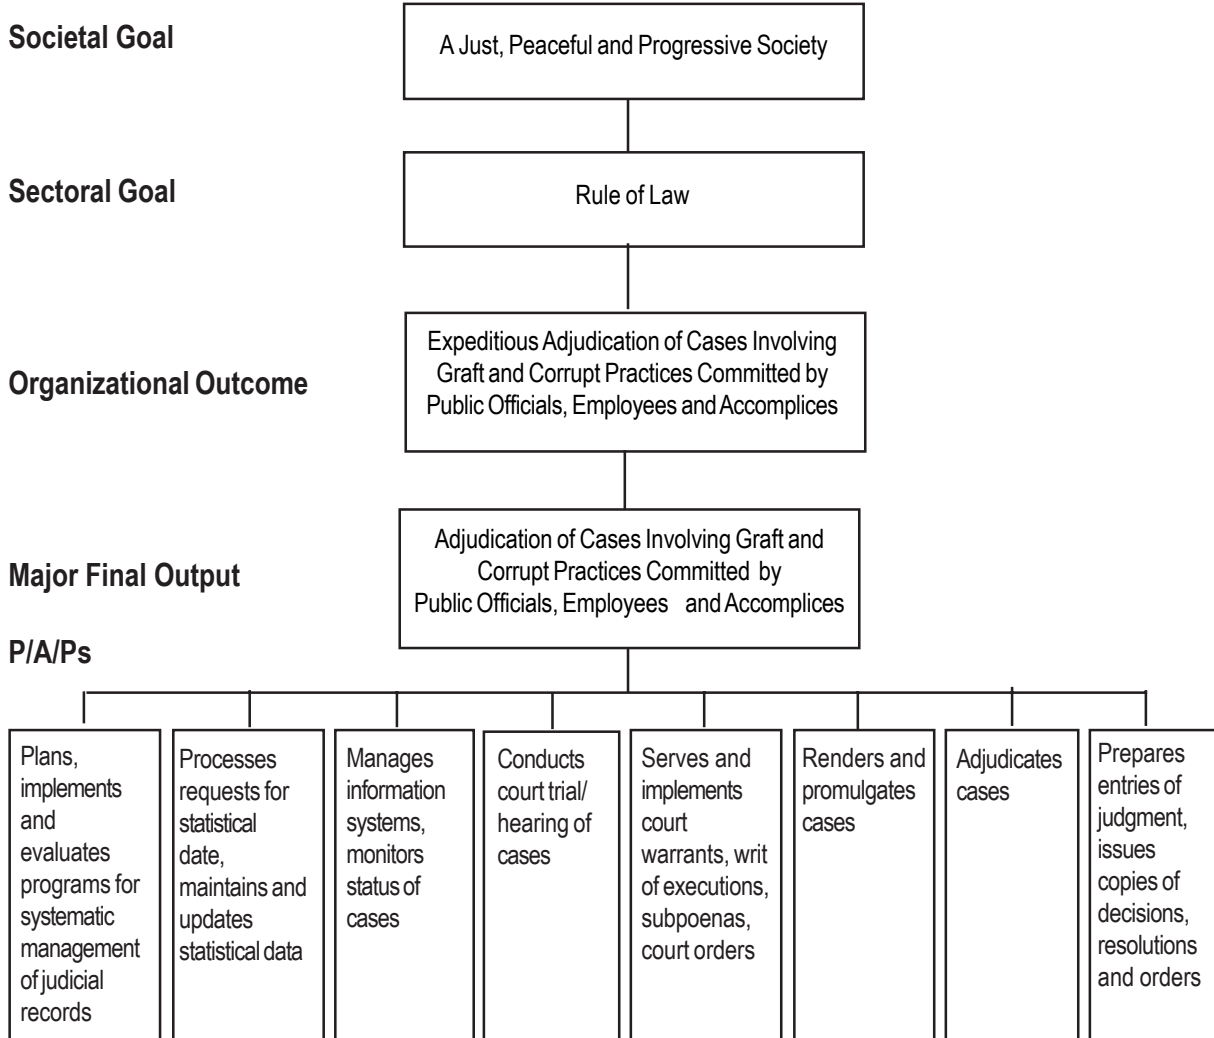 Societal Goal
A Just, Peaceful and Progressive Society
Sectoral Goal
Rule of Law
Organizational Outcome
Expeditious Adjudication of Cases Involving
Graft and Corrupt Practices Committed by
Public Officials, Employees and Accomplices
Major Final Output
Adjudication of Cases Involving Graft and
Corrupt Practices Committed by
Public Officials, Employees and Accomplices
P/A/Ps
Plans,
implements
and
evaluates
programs for
systematic
management
of judicial
records
Processes
requests for
statistical
date,
maintains and
updates
statistical data
Manages
information
systems,
monitors
status of
cases
Conducts
court trial/
hearing of
cases
Serves and
implements
court
warrants, writ
of executions,
subpoenas,
court orders
Renders and
promulgates
cases
Adjudicates
cases
Prepares
entries of
judgment,
issues
copies of
decisions,
resolutions
and orders